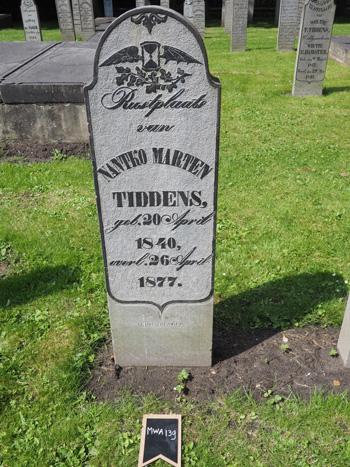 Rustplaats
van
NANTKO MARTEN
TIDDENS,
geb. 20 April
1840,
overl. 26 April
1877.
MWA139